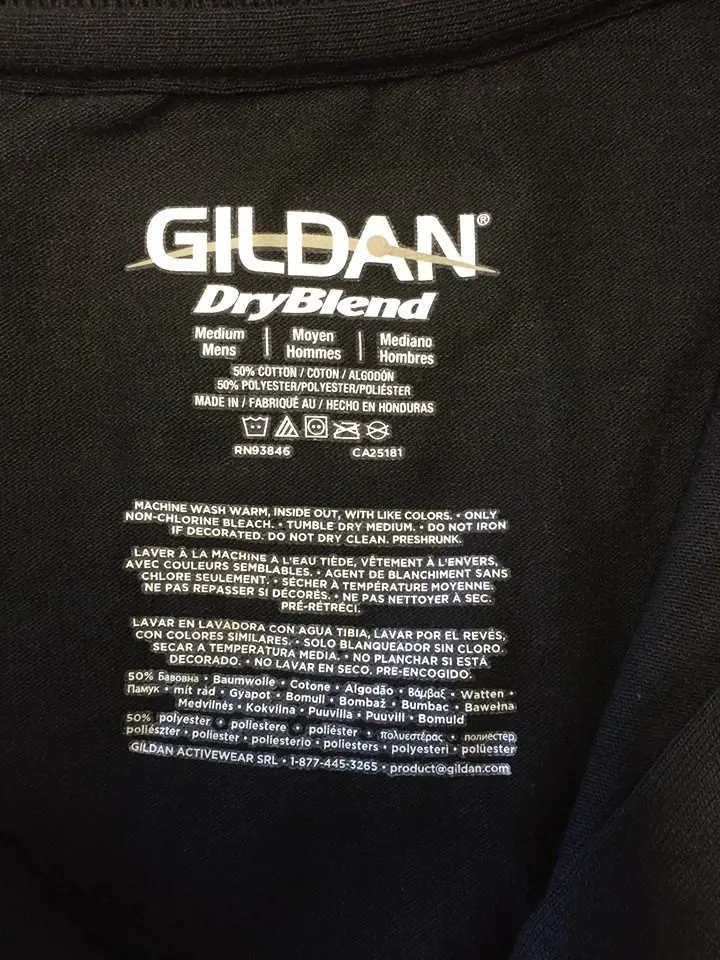 GILDAN®
DryBlend
Medium Mens | Moyen Hommes | Mediano Hombres
50% COTTON / COTON / ALGODÓN
50% POLYESTER/POLYESTER/POLIÉSTER
MADE IN / FABRIQUÉ AU / HECHO EN HONDURAS
RN93846 CA25181
MACHINE WASH WARM, INSIDE OUT, WITH LIKE COLORS. • ONLY
NON-CHLORINE BLEACH. • TUMBLE DRY MEDIUM. • DO NOT IRON
IF DECORATED. DO NOT DRY CLEAN. PRESHRUNK.
LAVER À LA MACHINE À L'EAU TIÈDE, VÊTEMENT À L'ENVERS,
AVEC COULEURS SEMBLABLES. • AGENT DE BLANCHIMENT SANS
CHLORE SEULEMENT. • SÉCHER À TEMPÉRATURE MOYENNE.
NE PAS REPASSER SI DÉCORÉS. • NE PAS NETTOYER À SEC.
PRÉ-RÉTRÉCI.
LAVAR EN LAVADORA CON AGUA TIBIA, LAVAR POR EL REVÉS,
CON COLORES SIMILARES. • SOLO BLANQUEADOR SIN CLORO.
SECAR A TEMPERATURA MEDIA. • NO PLANCHAR SI ESTÁ
DECORADO. • NO LAVAR EN SECO. PRE-ENCOGIDO.
50% Бавовна • Baumwolle • Cotone • Algodão • Βάμβαξ • Watten •
Памук • mít rád • Gyapot • Bomull • Bombaž • Bumbac • Bawełna
Medvilnės • Kokvilna • Puuvilla • Puuvill • Bomuld
50% polyester • poliestere • poliéster • πολυεστέρας • полиестер,
poliészter • poliester • poliesterio • poliesters • polyesteri • polüester
GILDAN ACTIVEWEAR SRL • 1-877-445-3265 • product@gildan.com